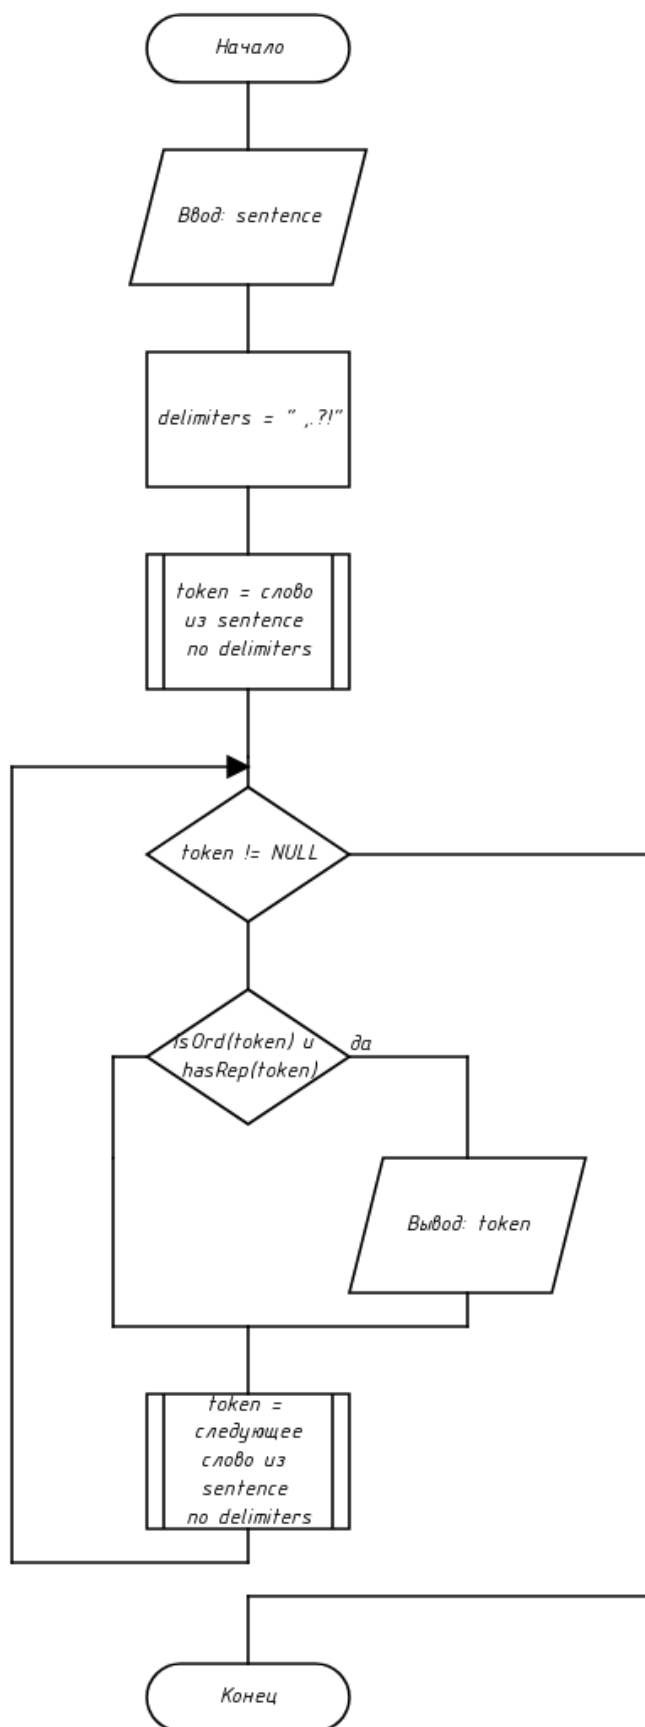 Начало
Ввод: sentence
delimiters = " ,.?!"
token = слово
из sentence
по delimiters
token != NULL
isOrd(token) и
hasRep(token)
да
Вывод: token
token =
следующее
слово из
sentence
по delimiters
Конец